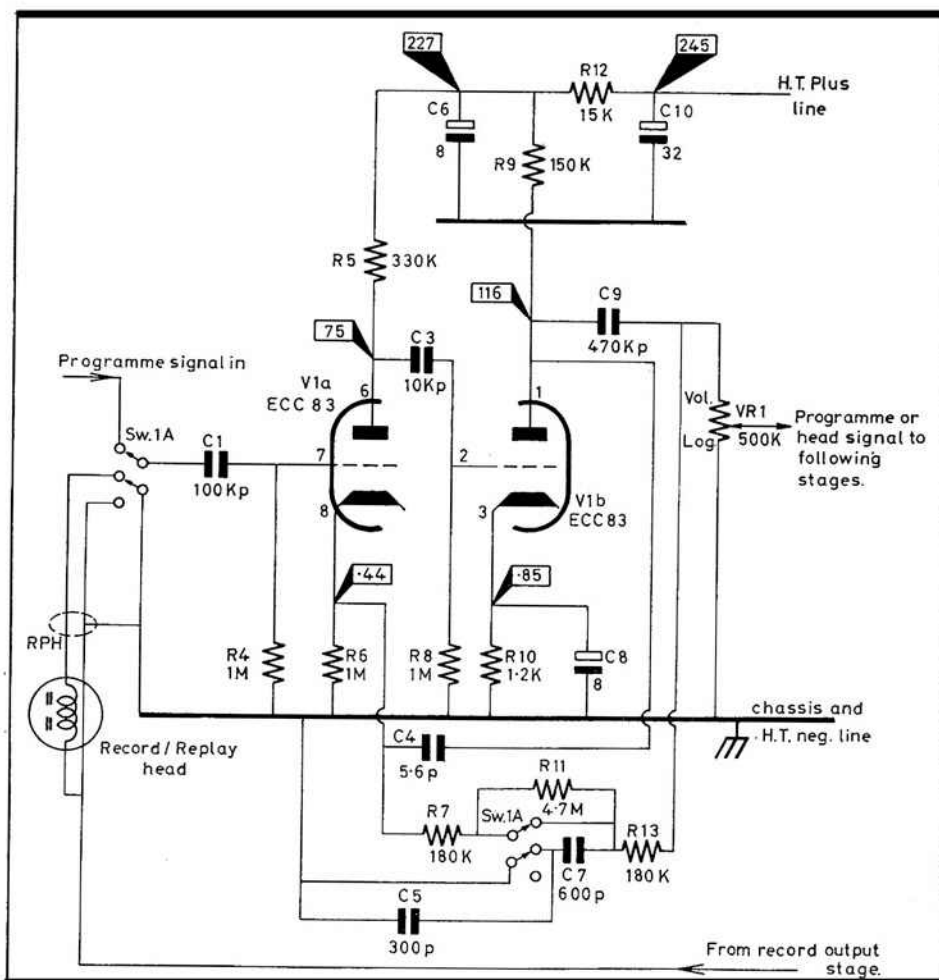 227
245
R12
15K
H.T. Plus
line
C6
8
C10
32
R9
150K
R5
330K
116
C9
470Kp
75
C3
10Kp
Programme signal in
V1a
ECC 83
6
1
Vol.
Log
VR1
500K
Programme or
head signal to
following
stages.
Sw.1A
C1
100Kp
7
2
8
3
V1b
ECC83
·44
·85
RPH
R4
1M
R6
1M
R8
1M
R10
1·2K
C8
8
Record / Replay
head
chassis and
H.T. neg. line
C4
5·6p
R11
4·7M
Sw.1A
R7
180K
C7
600p
R13
180K
C5
300p
From record output
stage.